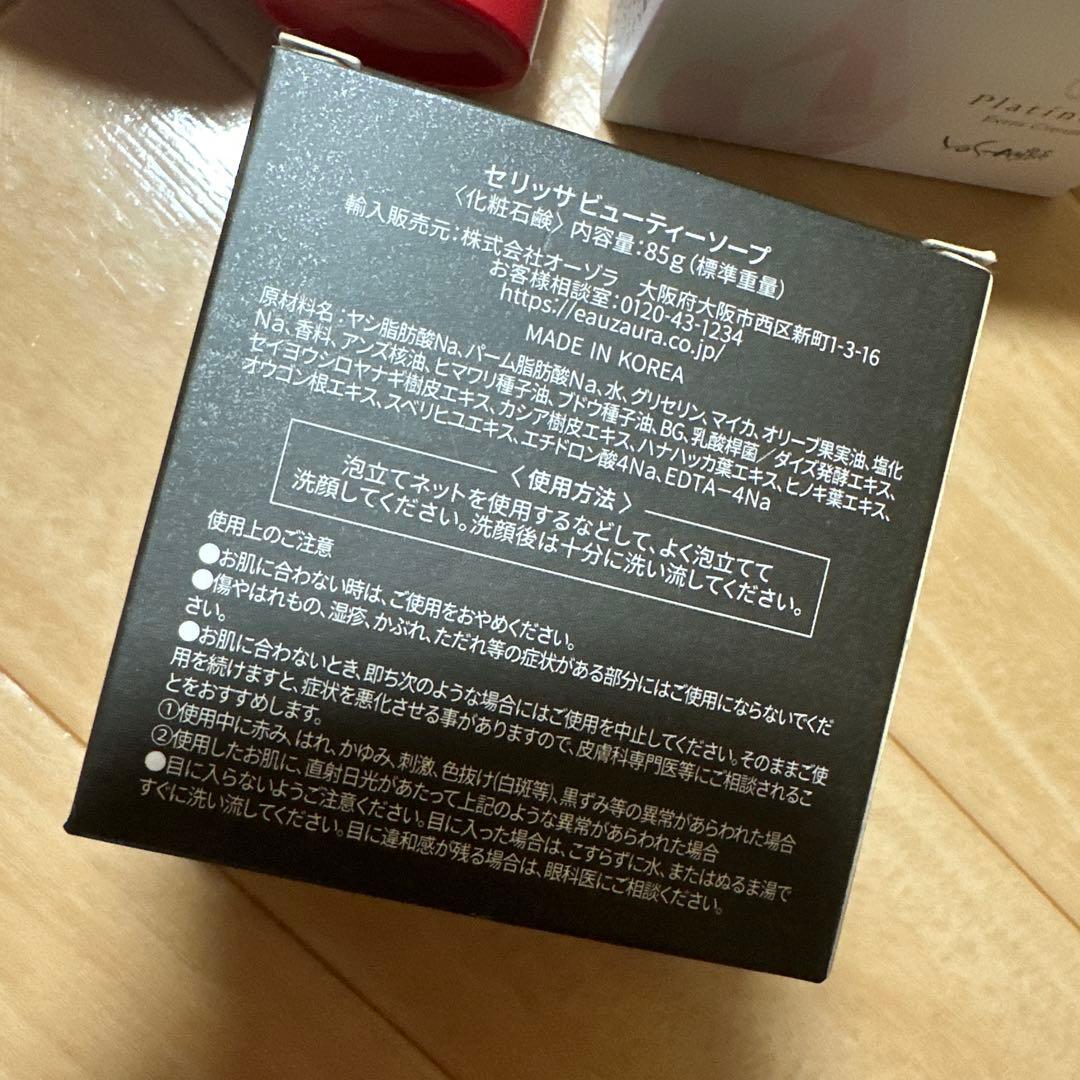 Platin
セリッサ ビューティーソープ
〈化粧石鹸〉内容量：85g（標準重量）
輸入販売元：株式会社オーゾラ 大阪府大阪市西区新町1-3-16
お客様相談室：0120-43-1234
https://eauzaura.co.jp/
MADE IN KOREA
原材料名：ヤシ脂肪酸Na、パーム脂肪酸Na、水、グリセリン、マイカ、オリーブ果実油、塩化
Na、香料、アンズ核油、ヒマワリ種子油、ブドウ種子油、BG、乳酸桿菌／ダイズ発酵エキス、
セイヨウシロヤナギ樹皮エキス、カシア樹皮エキス、ハナハッカ葉エキス、ヒノキ葉エキス、
オウゴン根エキス、スベリヒユエキス、エチドロン酸4Na、EDTA－4Na
〈使用方法〉
泡立てネットを使用するなどして、よく泡立てて
洗顔してください。洗顔後は十分に洗い流してください。
使用上のご注意
●お肌に合わない時は、ご使用をおやめください。
●傷やはれもの、湿疹、かぶれ、ただれ等の症状がある部分にはご使用にならないでくだ
さい。
●お肌に合わないとき、即ち次のような場合にはご使用を中止してください。そのままご使
用を続けますと、症状を悪化させる事がありますので、皮膚科専門医等にご相談されるこ
とをおすすめします。
①使用中に赤み、はれ、かゆみ、刺激、色抜け（白斑等）、黒ずみ等の異常があらわれた場合
②使用したお肌に、直射日光があたって上記のような異常があらわれた場合
●目に入らないようご注意ください。目に入った場合は、こすらずに水、またはぬるま湯で
すぐに洗い流してください。目に違和感が残る場合は、眼科医にご相談ください。